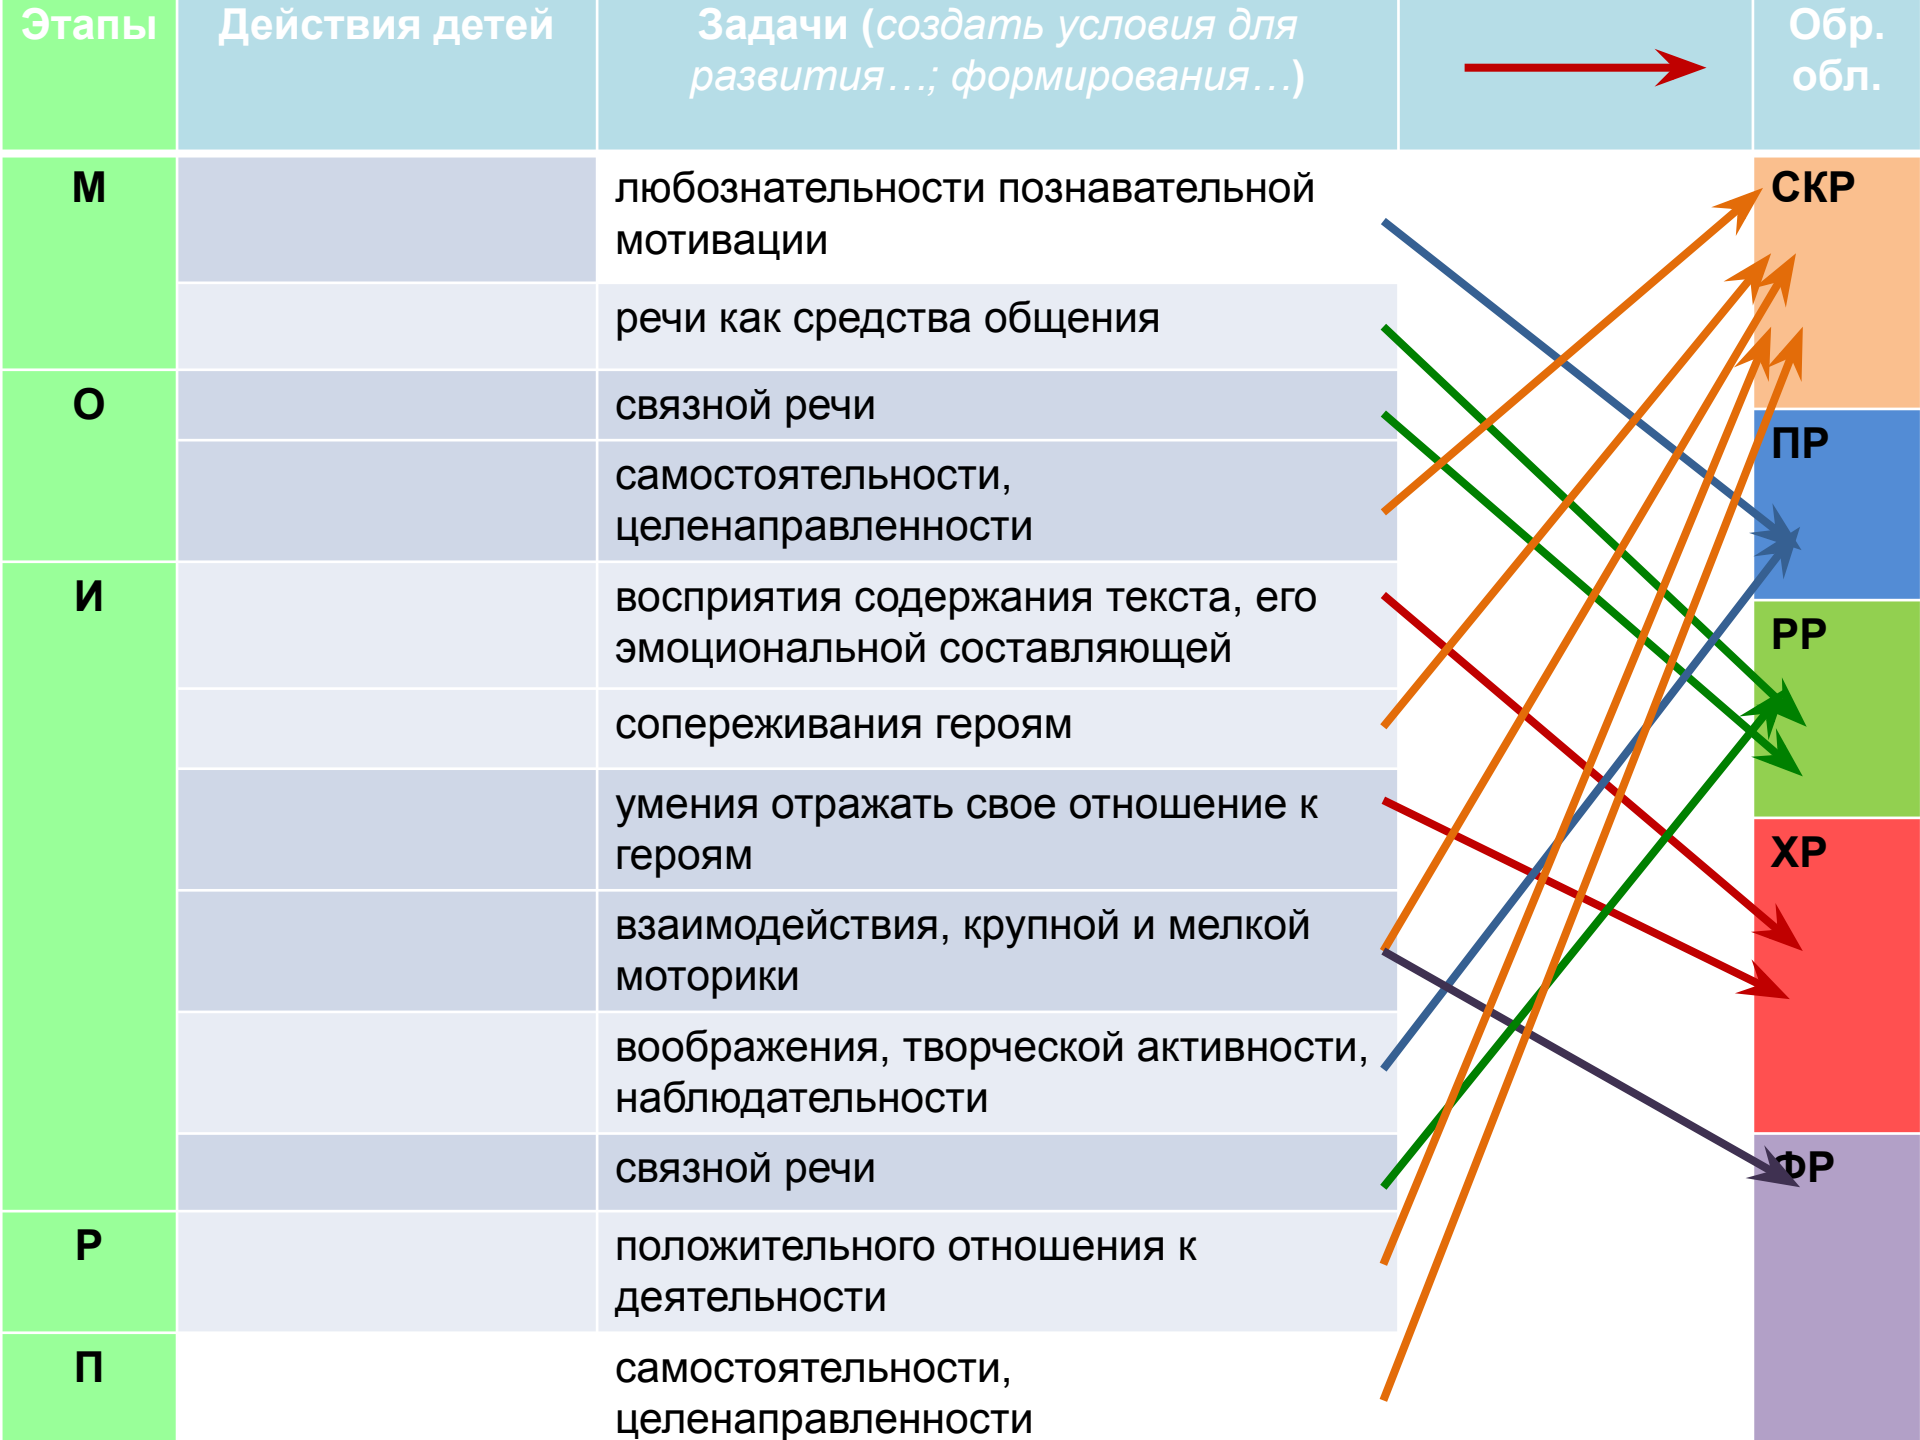 Этапы
Действия детей
Задачи (создать условия для
развития…; формирования…)
Обр.
обл.
М
любознательности познавательной
мотивации
СКР
речи как средства общения
О
связной речи
ПР
самостоятельности,
целенаправленности
И
восприятия содержания текста, его
эмоциональной составляющей
РР
сопереживания героям
умения отражать свое отношение к
героям
ХР
взаимодействия, крупной и мелкой
моторики
воображения, творческой активности,
наблюдательности
связной речи
ФР
Р
положительного отношения к
деятельности
П
самостоятельности,
целенаправленности